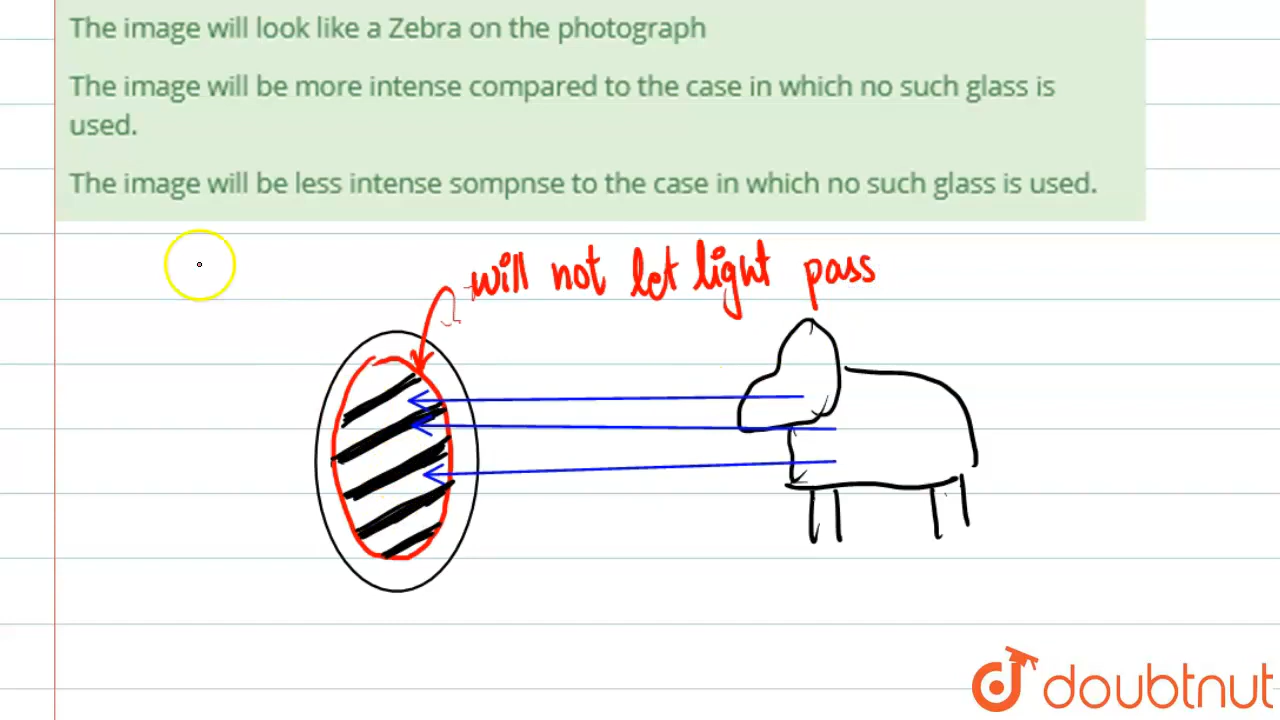 The image will look like a Zebra on the photograph
The image will be more intense compared to the case in which no such glass is
used.
The image will be less intense sompnse to the case in which no such glass is used.
will not let light pass
doubtnut